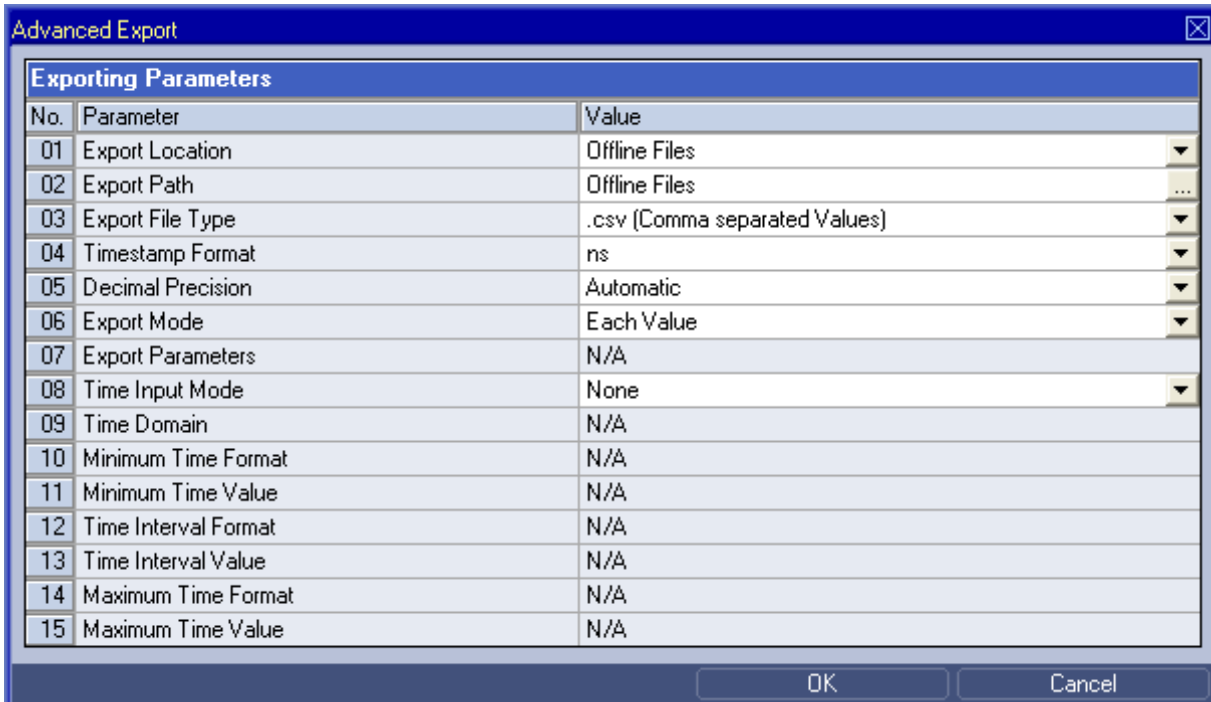 Advanced Export
Exporting Parameters
No. Parameter Value
01 Export Location Offline Files
02 Export Path Offline Files ...
03 Export File Type .csv (Comma separated Values)
04 Timestamp Format ns
05 Decimal Precision Automatic
06 Export Mode Each Value
07 Export Parameters N/A
08 Time Input Mode None
09 Time Domain N/A
10 Minimum Time Format N/A
11 Minimum Time Value N/A
12 Time Interval Format N/A
13 Time Interval Value N/A
14 Maximum Time Format N/A
15 Maximum Time Value N/A
OK Cancel